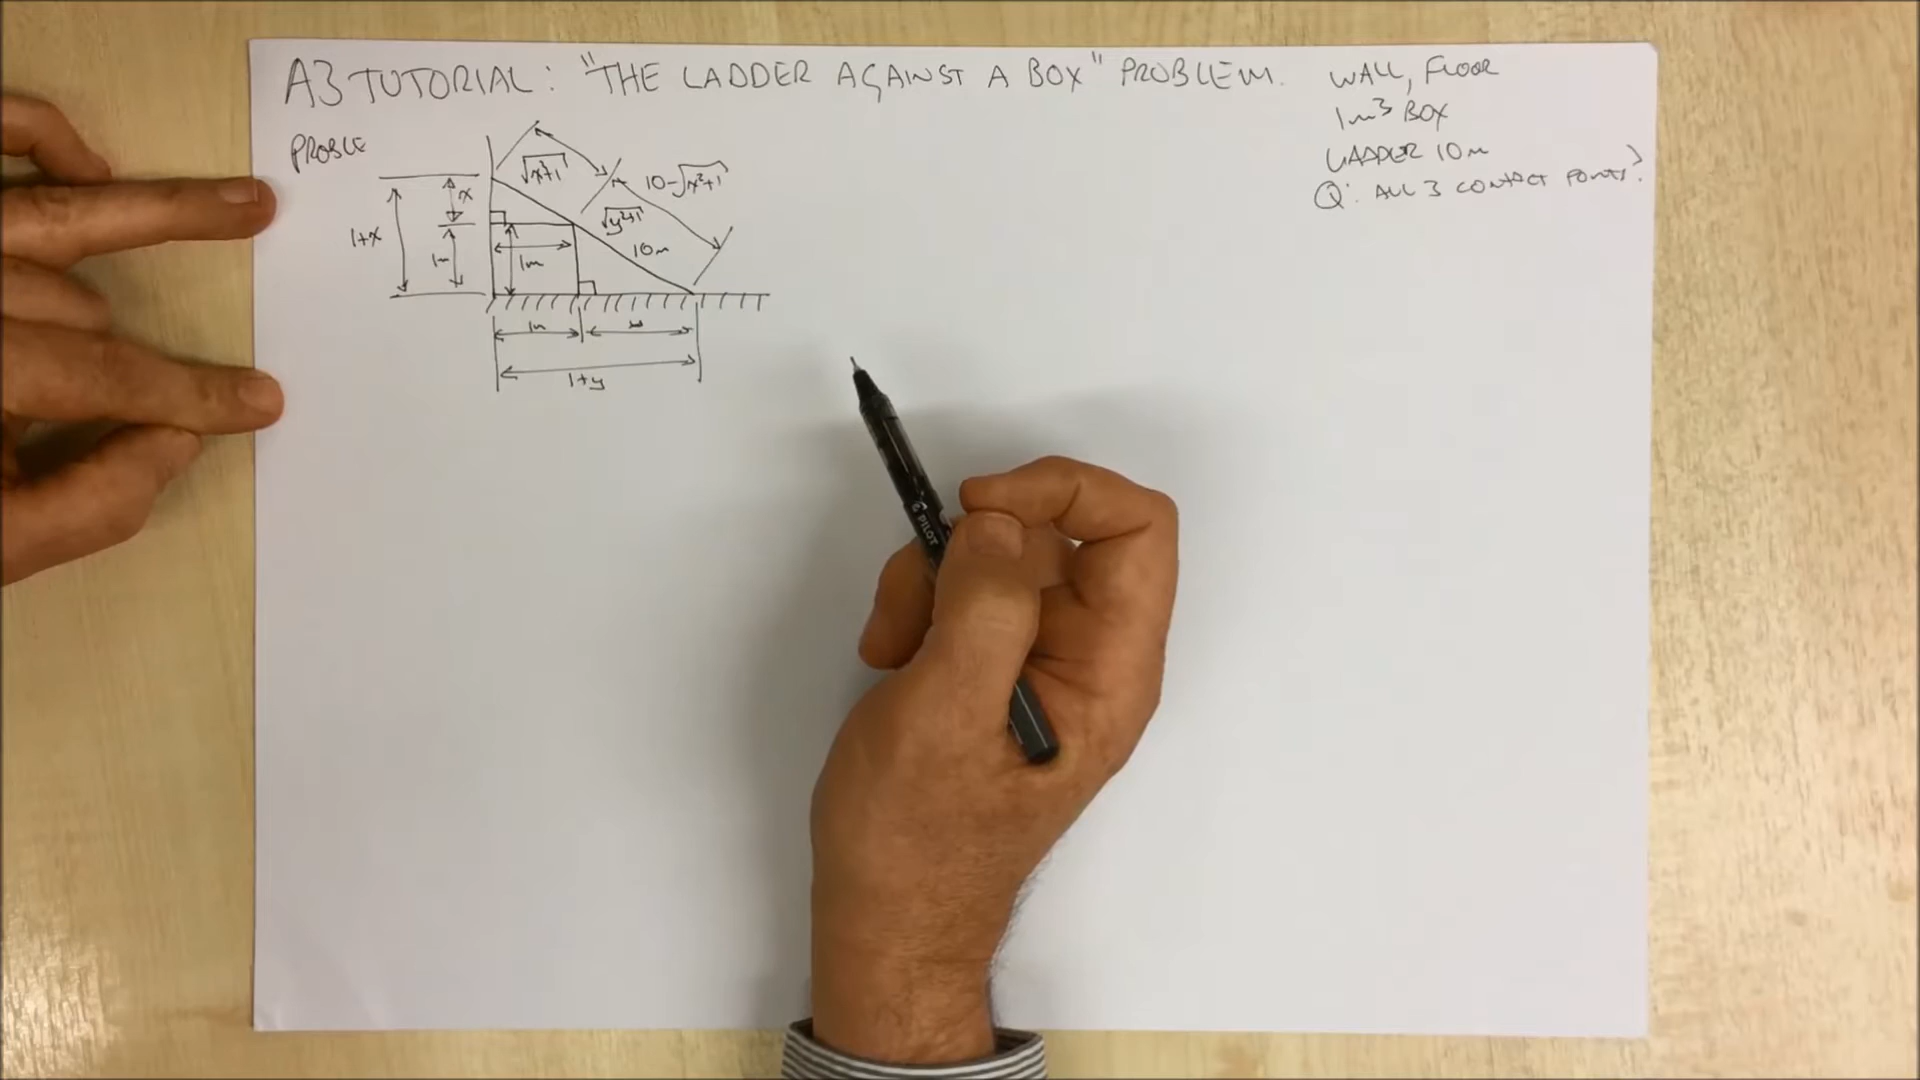 A3 TUTORIAL: "THE LADDER AGAINST A BOX" PROBLEM.
WALL, FLOOR
1m³ BOX
LADDER 10m
Q: ALL 3 CONTACT POINTS?
PROBLE
√x²+1
10-√x²+1
x
√y²+1
1+x
1m
1m
10m
1m
1+y
PILOT